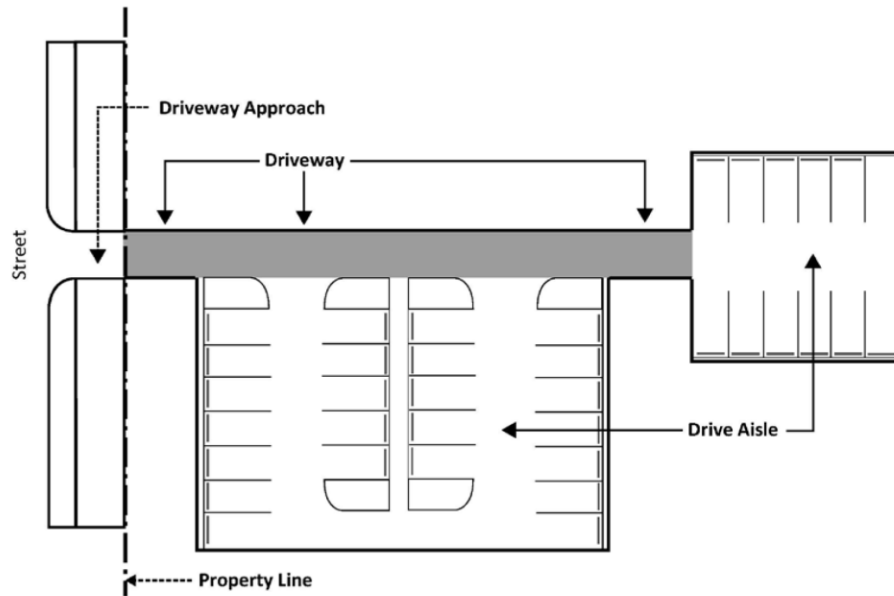 Driveway Approach
Driveway
Street
Drive Aisle
Property Line